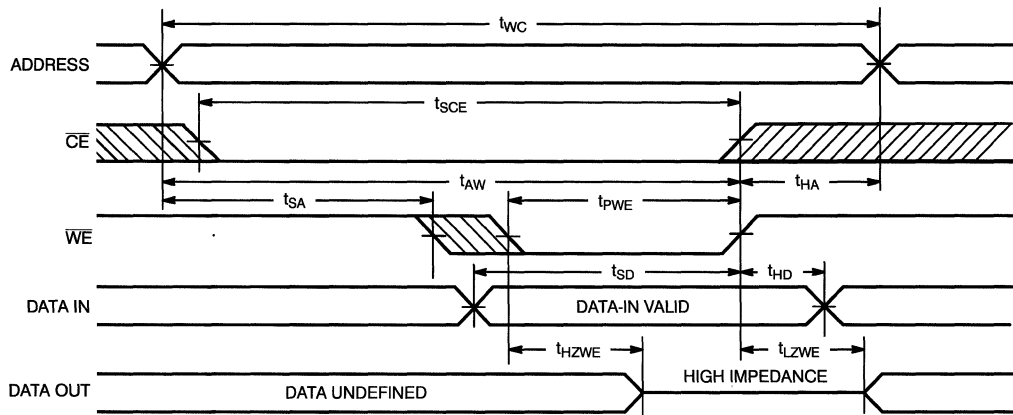 tWC
ADDRESS
tSCE
CE
tAW
tHA
tSA
tPWE
WE
tSD
tHD
DATA IN
DATA-IN VALID
tHZWE
tLZWE
HIGH IMPEDANCE
DATA OUT
DATA UNDEFINED